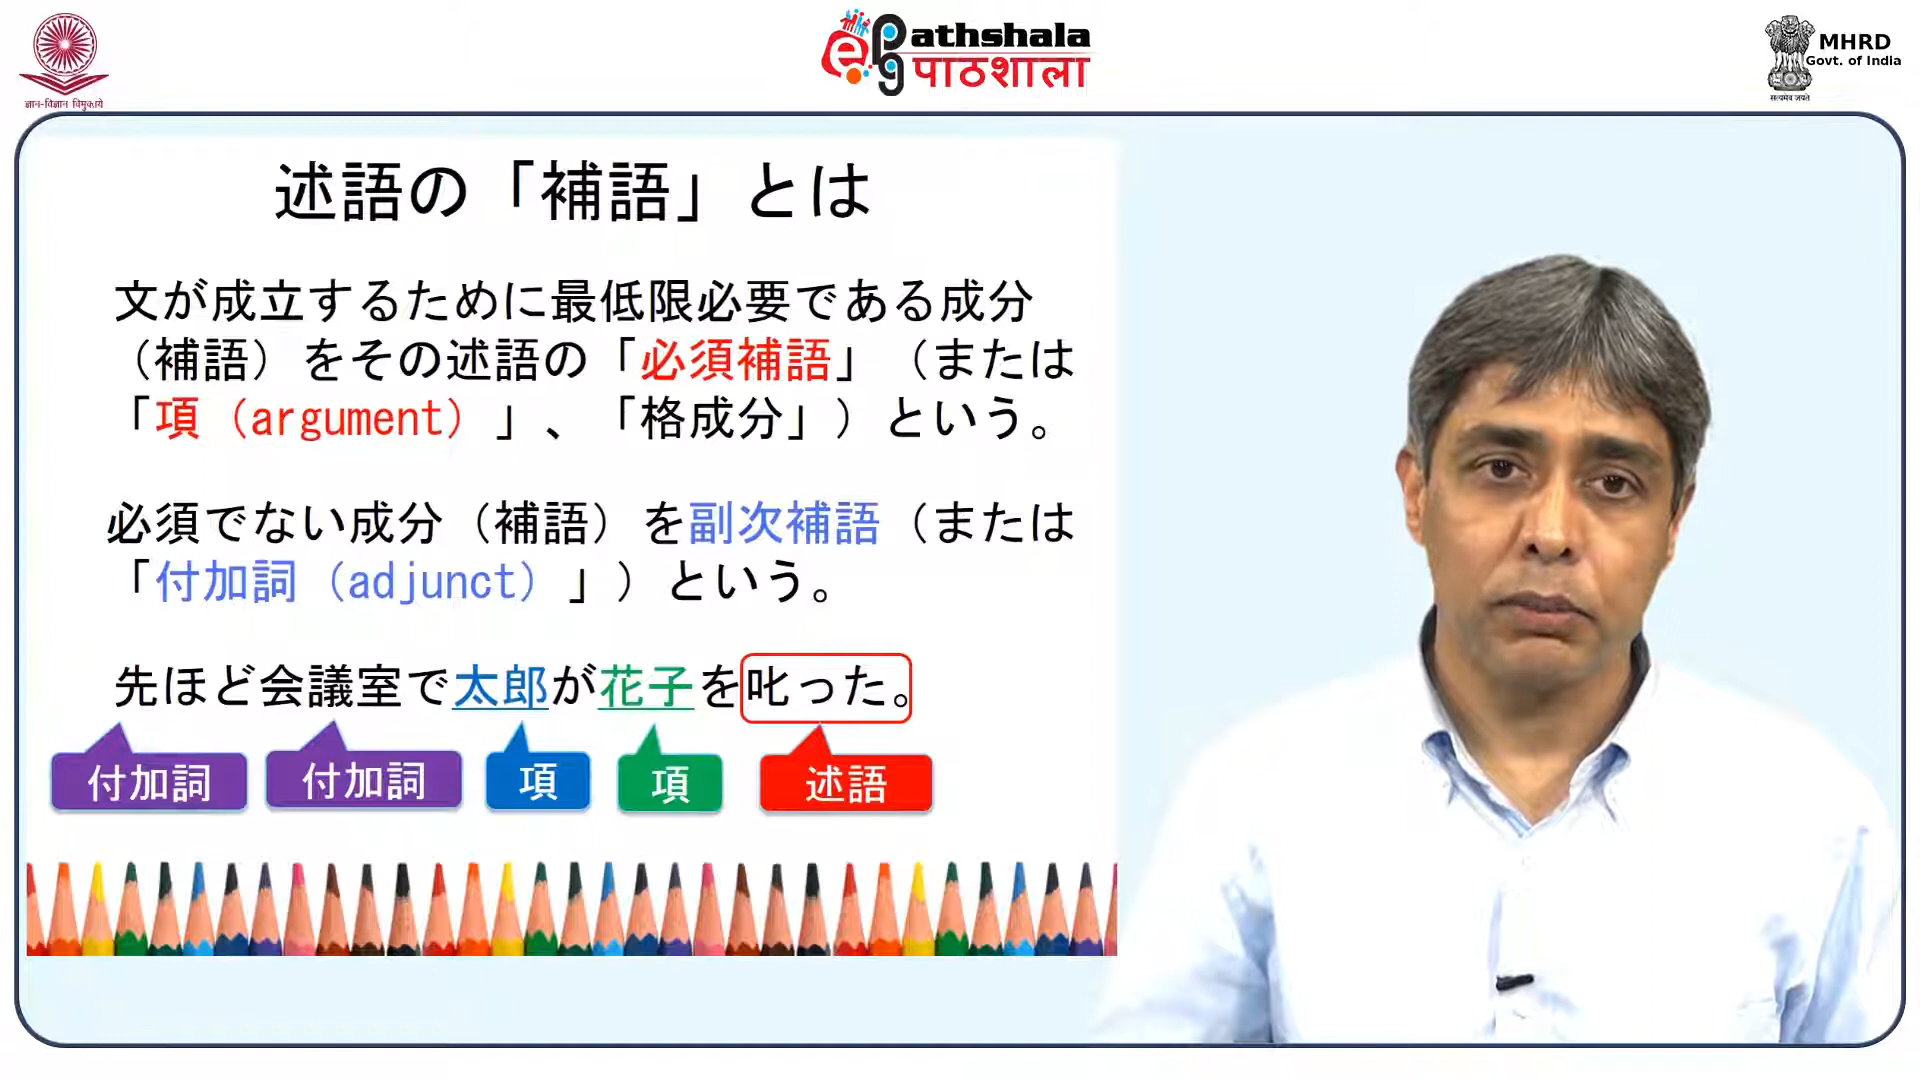 ज्ञान-विज्ञान विमुक्तये
ePathshala
पाठशाला
MHRD
Govt. of India
सत्यमेव जयते
述語の「補語」とは
文が成立するために最低限必要である成分
（補語）をその述語の「必須補語」（または
「項（argument）」、「格成分」）という。
必須でない成分（補語）を副次補語（または
「付加詞（adjunct）」）という。
先ほど会議室で太郎が花子を叱った。
付加詞 付加詞 項 項 述語